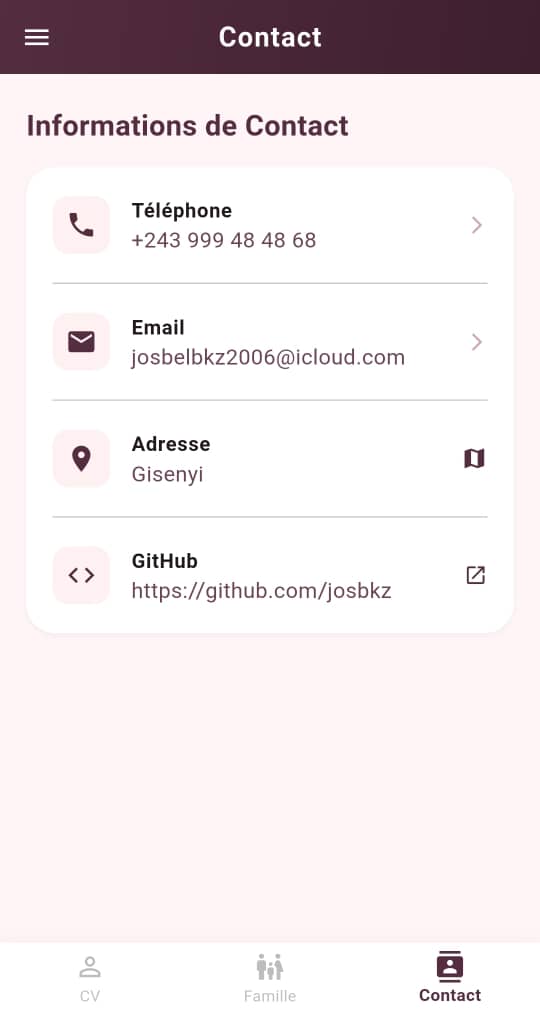 Contact
Informations de Contact
Téléphone
+243 999 48 48 68
Email
josbelbkz2006@icloud.com
Adresse
Gisenyi
GitHub
https://github.com/josbkz
CV
Famille
Contact